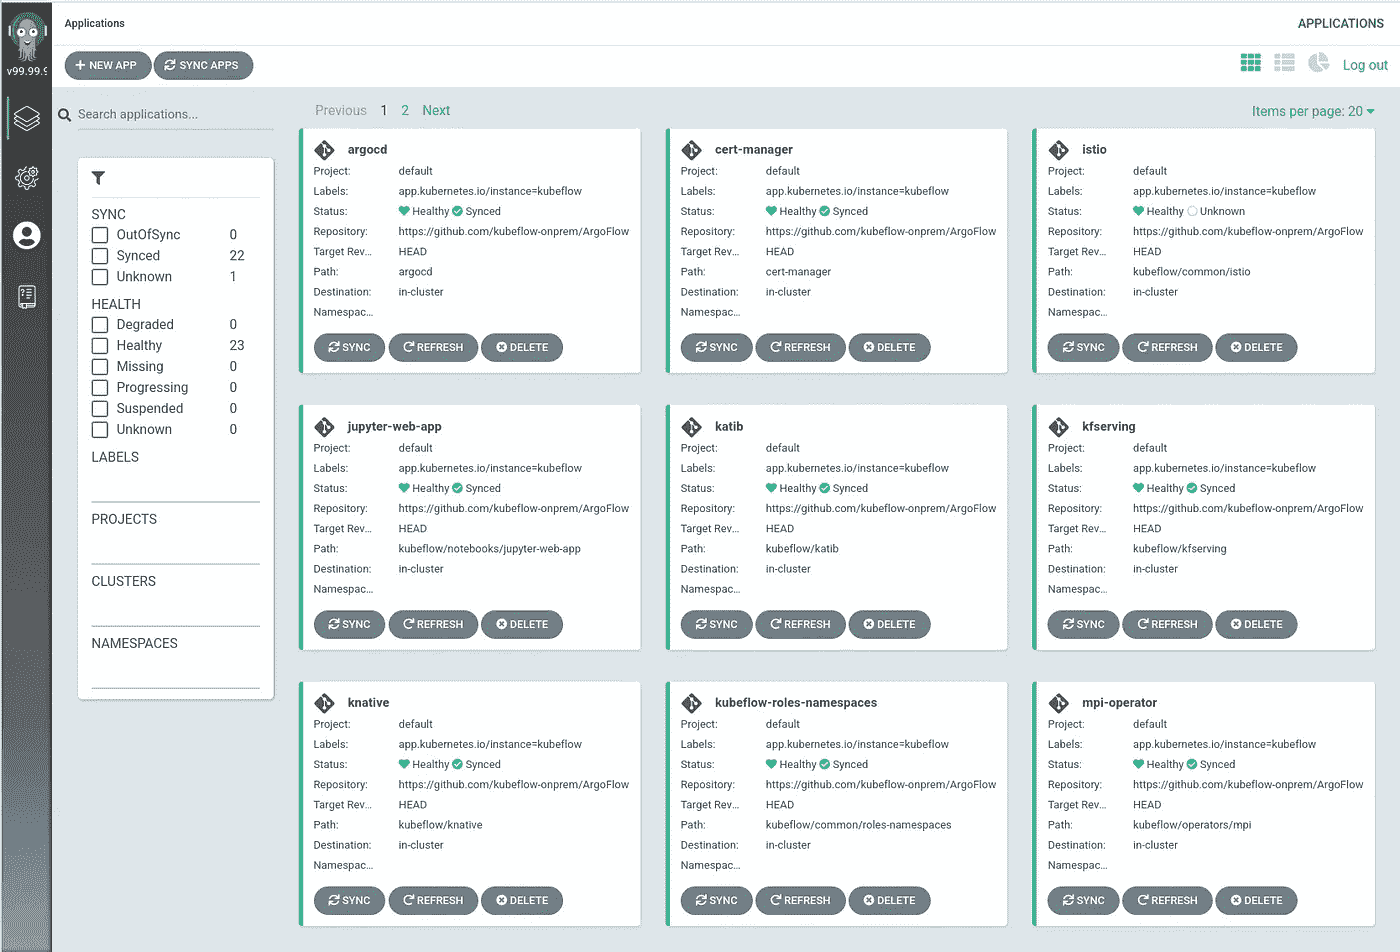 Applications
APPLICATIONS
v99.99.9
NEW APP
SYNC APPS
Log out
Search applications...
Previous 1 2 Next
Items per page: 20
SYNC
OutOfSync 0
Synced 22
Unknown 1
HEALTH
Degraded 0
Healthy 23
Missing 0
Progressing 0
Suspended 0
Unknown 0
LABELS
PROJECTS
CLUSTERS
NAMESPACES
argocd
Project: default
Labels: app.kubernetes.io/instance=kubeflow
Status: Healthy Synced
Repository: https://github.com/kubeflow-onprem/ArgoFlow
Target Rev... HEAD
Path: argocd
Destination: in-cluster
Namespac...
SYNC REFRESH DELETE
cert-manager
Project: default
Labels: app.kubernetes.io/instance=kubeflow
Status: Healthy Synced
Repository: https://github.com/kubeflow-onprem/ArgoFlow
Target Rev... HEAD
Path: cert-manager
Destination: in-cluster
Namespac...
SYNC REFRESH DELETE
istio
Project: default
Labels: app.kubernetes.io/instance=kubeflow
Status: Healthy Unknown
Repository: https://github.com/kubeflow-onprem/ArgoFlow
Target Rev... HEAD
Path: kubeflow/common/istio
Destination: in-cluster
Namespac...
SYNC REFRESH DELETE
jupyter-web-app
Project: default
Labels: app.kubernetes.io/instance=kubeflow
Status: Healthy Synced
Repository: https://github.com/kubeflow-onprem/ArgoFlow
Target Rev... HEAD
Path: kubeflow/notebooks/jupyter-web-app
Destination: in-cluster
Namespac...
SYNC REFRESH DELETE
katib
Project: default
Labels: app.kubernetes.io/instance=kubeflow
Status: Healthy Synced
Repository: https://github.com/kubeflow-onprem/ArgoFlow
Target Rev... HEAD
Path: kubeflow/katib
Destination: in-cluster
Namespac...
SYNC REFRESH DELETE
kfserving
Project: default
Labels: app.kubernetes.io/instance=kubeflow
Status: Healthy Synced
Repository: https://github.com/kubeflow-onprem/ArgoFlow
Target Rev... HEAD
Path: kubeflow/kfserving
Destination: in-cluster
Namespac...
SYNC REFRESH DELETE
knative
Project: default
Labels: app.kubernetes.io/instance=kubeflow
Status: Healthy Synced
Repository: https://github.com/kubeflow-onprem/ArgoFlow
Target Rev... HEAD
Path: kubeflow/knative
Destination: in-cluster
Namespac...
SYNC REFRESH DELETE
kubeflow-roles-namespaces
Project: default
Labels: app.kubernetes.io/instance=kubeflow
Status: Healthy Synced
Repository: https://github.com/kubeflow-onprem/ArgoFlow
Target Rev... HEAD
Path: kubeflow/common/roles-namespaces
Destination: in-cluster
Namespac...
SYNC REFRESH DELETE
mpi-operator
Project: default
Labels: app.kubernetes.io/instance=kubeflow
Status: Healthy Synced
Repository: https://github.com/kubeflow-onprem/ArgoFlow
Target Rev... HEAD
Path: kubeflow/operators/mpi
Destination: in-cluster
Namespac...
SYNC REFRESH DELETE